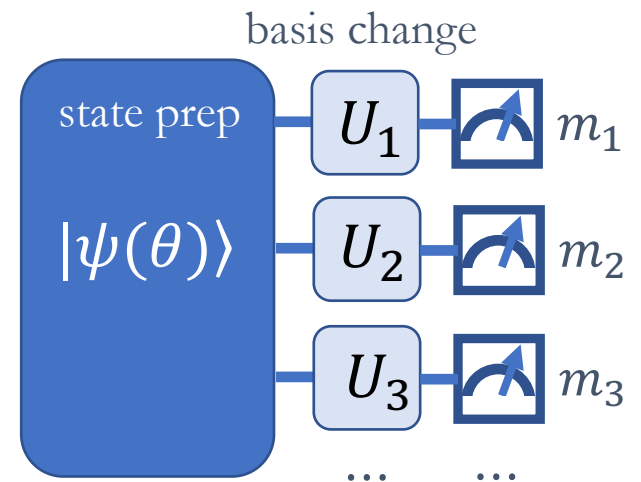 basis change
state prep
|ψ(θ)⟩
U₁
m₁
U₂
m₂
U₃
m₃
... ...